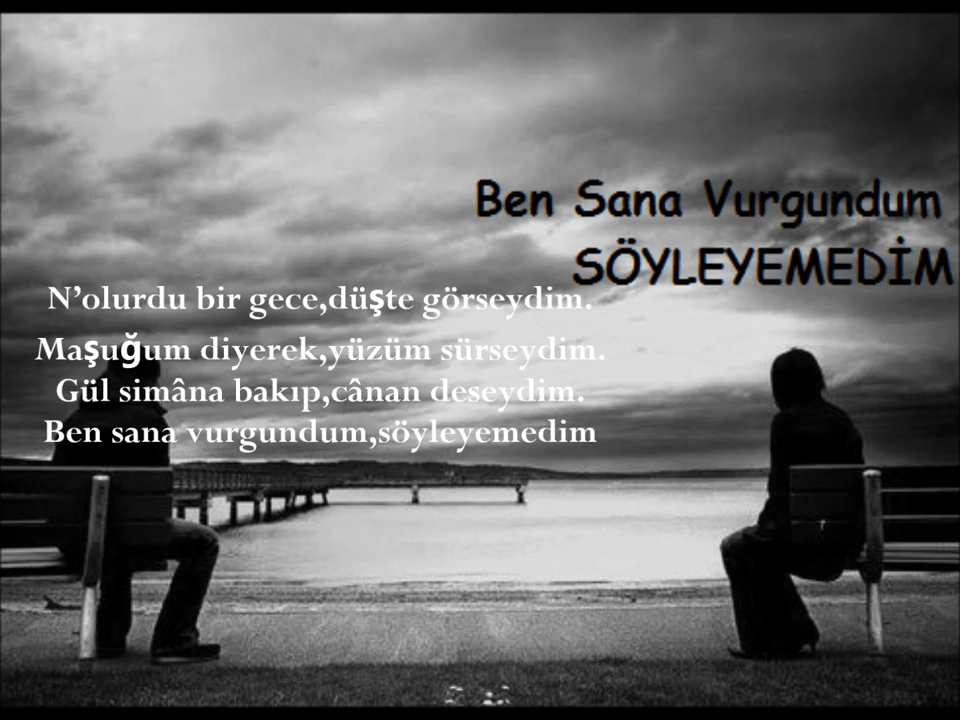 Ben Sana Vurgundum
SÖYLEYEMEDİM
N’olurdu bir gece,düşte görseydim.
Maşuğum diyerek,yüzüm sürseydim.
Gül simâna bakıp,cânan deseydim.
Ben sana vurgundum,söyleyemedim